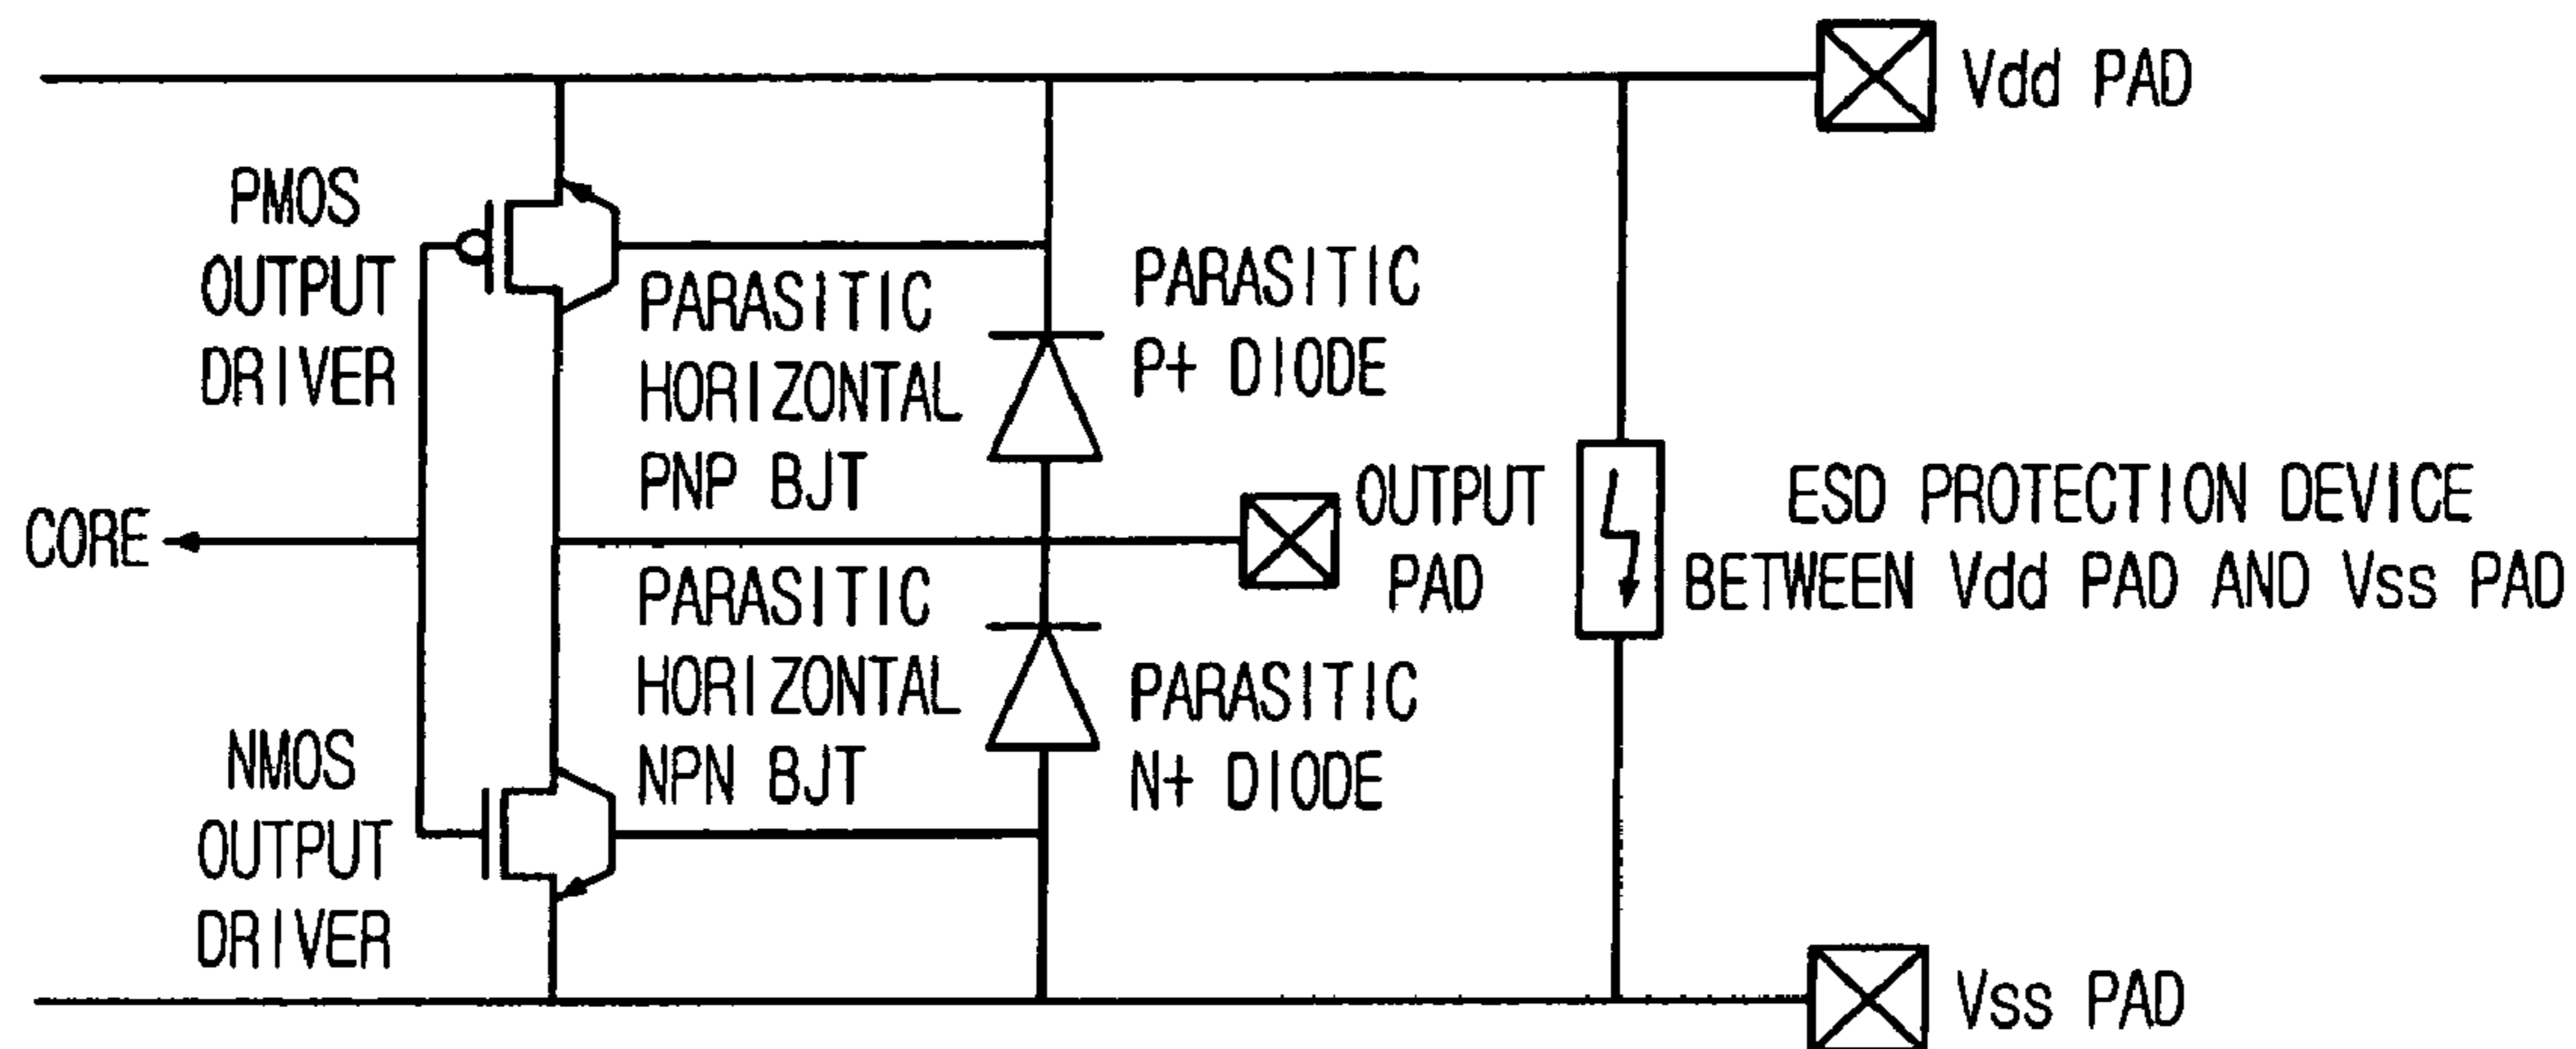 Vdd PAD
PMOS
OUTPUT
DRIVER
PARASITIC
HORIZONTAL
PNP BJT
PARASITIC
P+ DIODE
CORE
OUTPUT
PAD
ESD PROTECTION DEVICE
BETWEEN Vdd PAD AND Vss PAD
PARASITIC
HORIZONTAL
NPN BJT
PARASITIC
N+ DIODE
NMOS
OUTPUT
DRIVER
Vss PAD